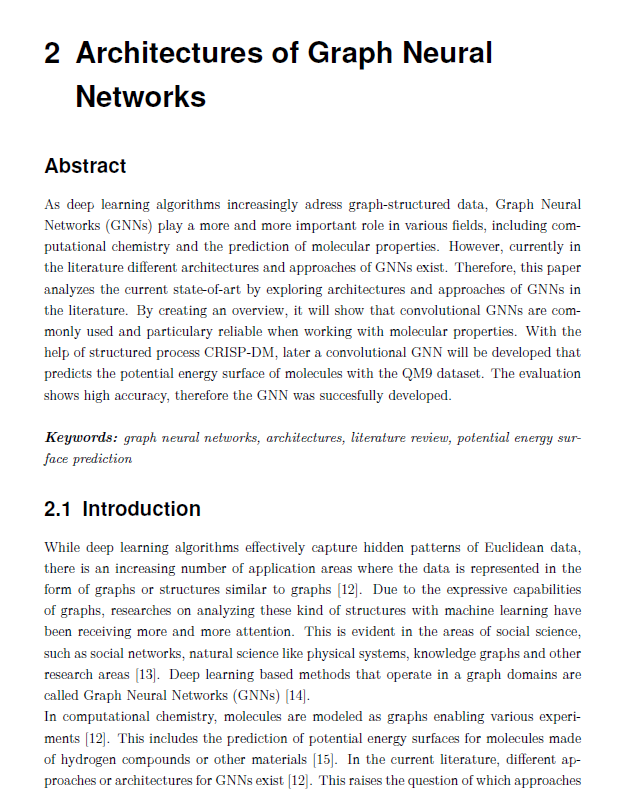 2 Architectures of Graph Neural
Networks
Abstract
As deep learning algorithms increasingly adress graph-structured data, Graph Neural
Networks (GNNs) play a more and more important role in various fields, including com-
putational chemistry and the prediction of molecular properties. However, currently in
the literature different architectures and approaches of GNNs exist. Therefore, this paper
analyzes the current state-of-art by exploring architectures and approaches of GNNs in
the literature. By creating an overview, it will show that convolutional GNNs are com-
monly used and particulary reliable when working with molecular properties. With the
help of structured process CRISP-DM, later a convolutional GNN will be developed that
predicts the potential energy surface of molecules with the QM9 dataset. The evaluation
shows high accuracy, therefore the GNN was succesfully developed.
Keywords: graph neural networks, architectures, literature review, potential energy sur-
face prediction
2.1 Introduction
While deep learning algorithms effectively capture hidden patterns of Euclidean data,
there is an increasing number of application areas where the data is represented in the
form of graphs or structures similar to graphs [12]. Due to the expressive capabilities
of graphs, researches on analyzing these kind of structures with machine learning have
been receiving more and more attention. This is evident in the areas of social science,
such as social networks, natural science like physical systems, knowledge graphs and other
research areas [13]. Deep learning based methods that operate in a graph domains are
called Graph Neural Networks (GNNs) [14].
In computational chemistry, molecules are modeled as graphs enabling various experi-
ments [12]. This includes the prediction of potential energy surfaces for molecules made
of hydrogen compounds or other materials [15]. In the current literature, different ap-
proaches or architectures for GNNs exist [12]. This raises the question of which approaches